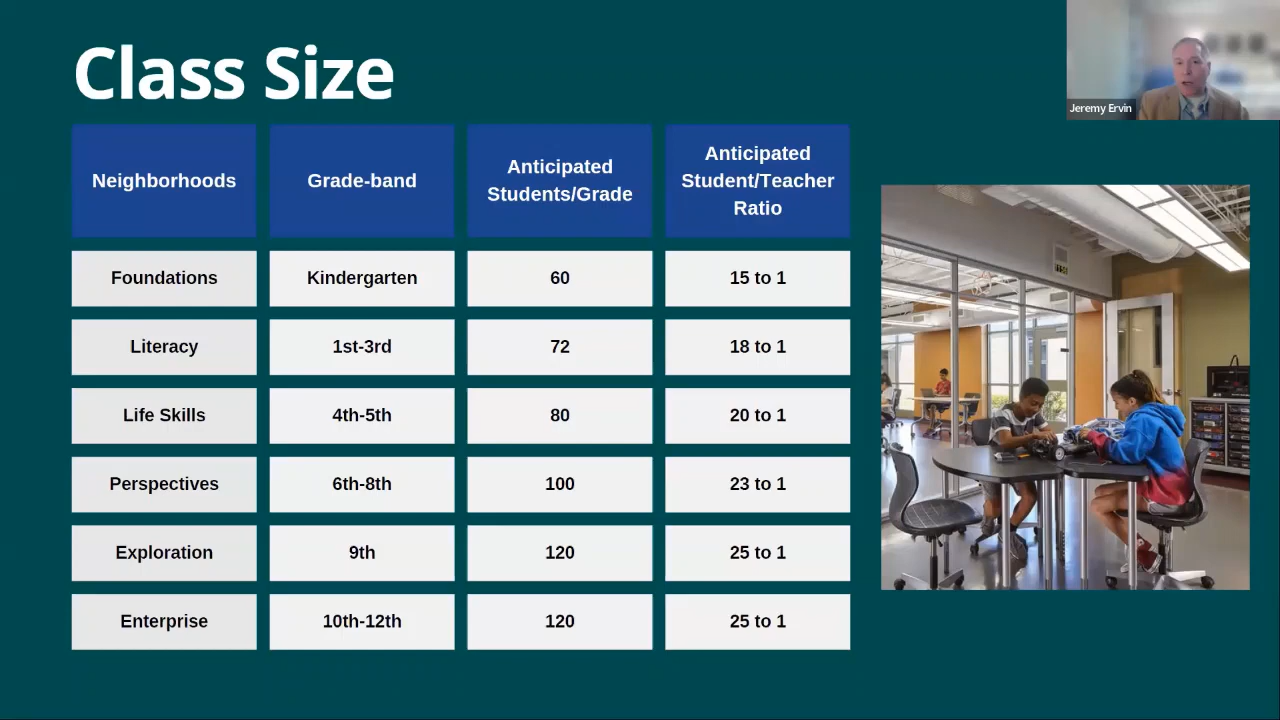 Class Size
Jeremy Ervin
Neighborhoods
Grade-band
Anticipated
Students/Grade
Anticipated
Student/Teacher
Ratio
Foundations
Kindergarten
60
15 to 1
Literacy
1st-3rd
72
18 to 1
Life Skills
4th-5th
80
20 to 1
Perspectives
6th-8th
100
23 to 1
Exploration
9th
120
25 to 1
Enterprise
10th-12th
120
25 to 1